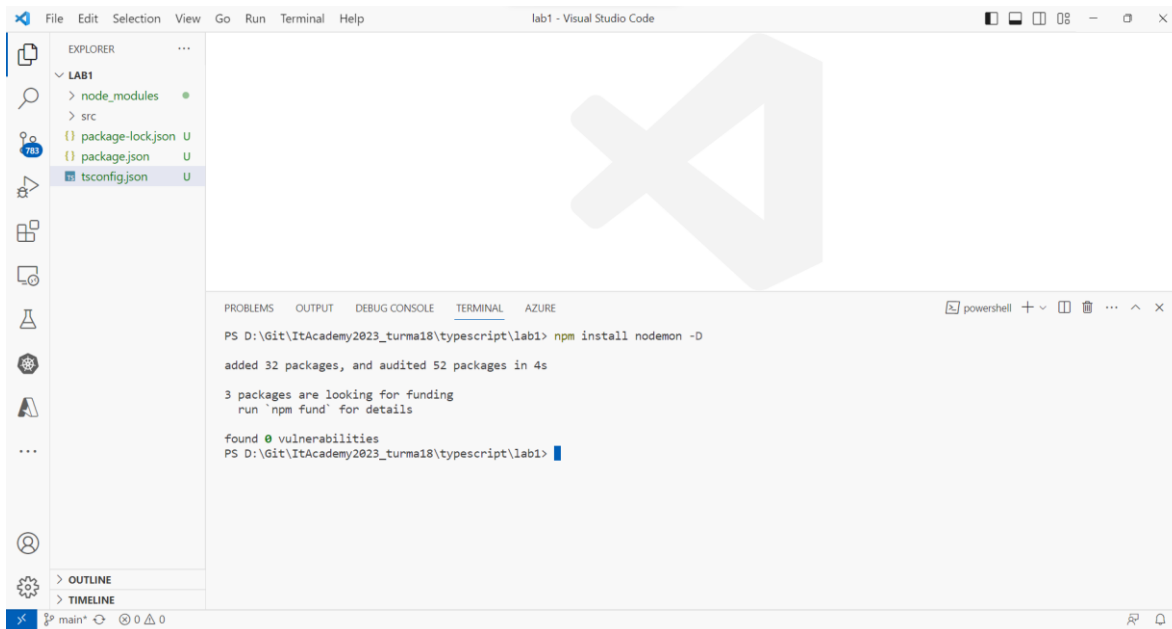 File Edit Selection View Go Run Terminal Help
lab1 - Visual Studio Code
EXPLORER
LAB1
node_modules
src
package-lock.json U
package.json U
tsconfig.json U
783
PROBLEMS OUTPUT DEBUG CONSOLE TERMINAL AZURE
powershell
PS D:\Git\ItAcademy2023_turma18\typescript\lab1> npm install nodemon -D
added 32 packages, and audited 52 packages in 4s
3 packages are looking for funding
run `npm fund` for details
found 0 vulnerabilities
PS D:\Git\ItAcademy2023_turma18\typescript\lab1>
OUTLINE
TIMELINE
main* 0 0